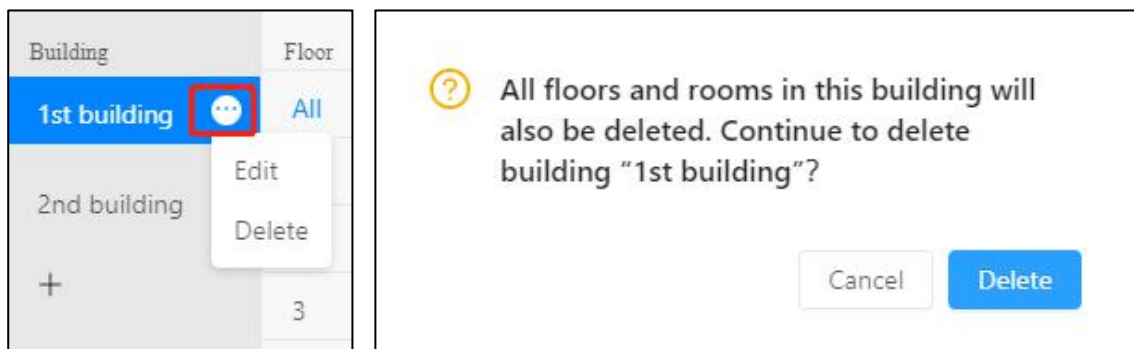 Building
Floor
1st building
All
Edit
2nd building
Delete
+
3
All floors and rooms in this building will
also be deleted. Continue to delete
building “1st building”?
Cancel
Delete